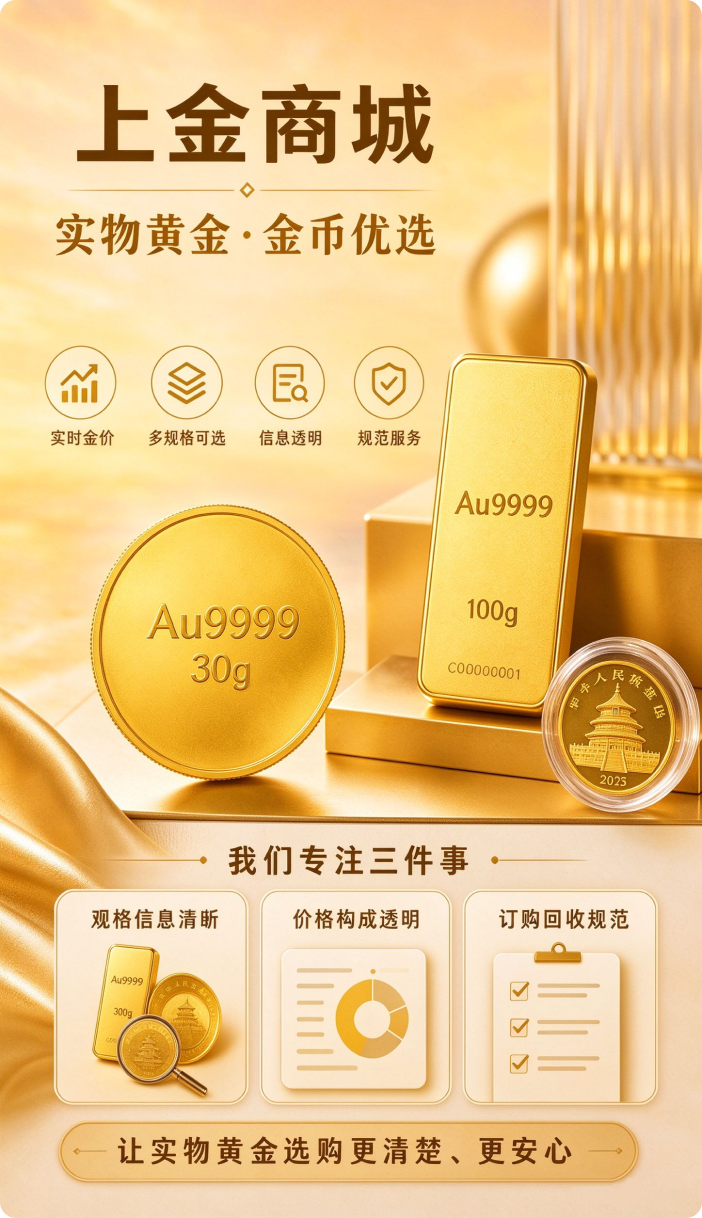 上金商城
实物黄金·金币优选
实时金价
多规格可选
信息透明
规范服务
Au9999
100g
C00000001
Au9999
30g
2025
我们专注三件事
观格信息清晰
价格构成透明
订购回收规范
Au9999
300g
让实物黄金选购更清楚、更安心